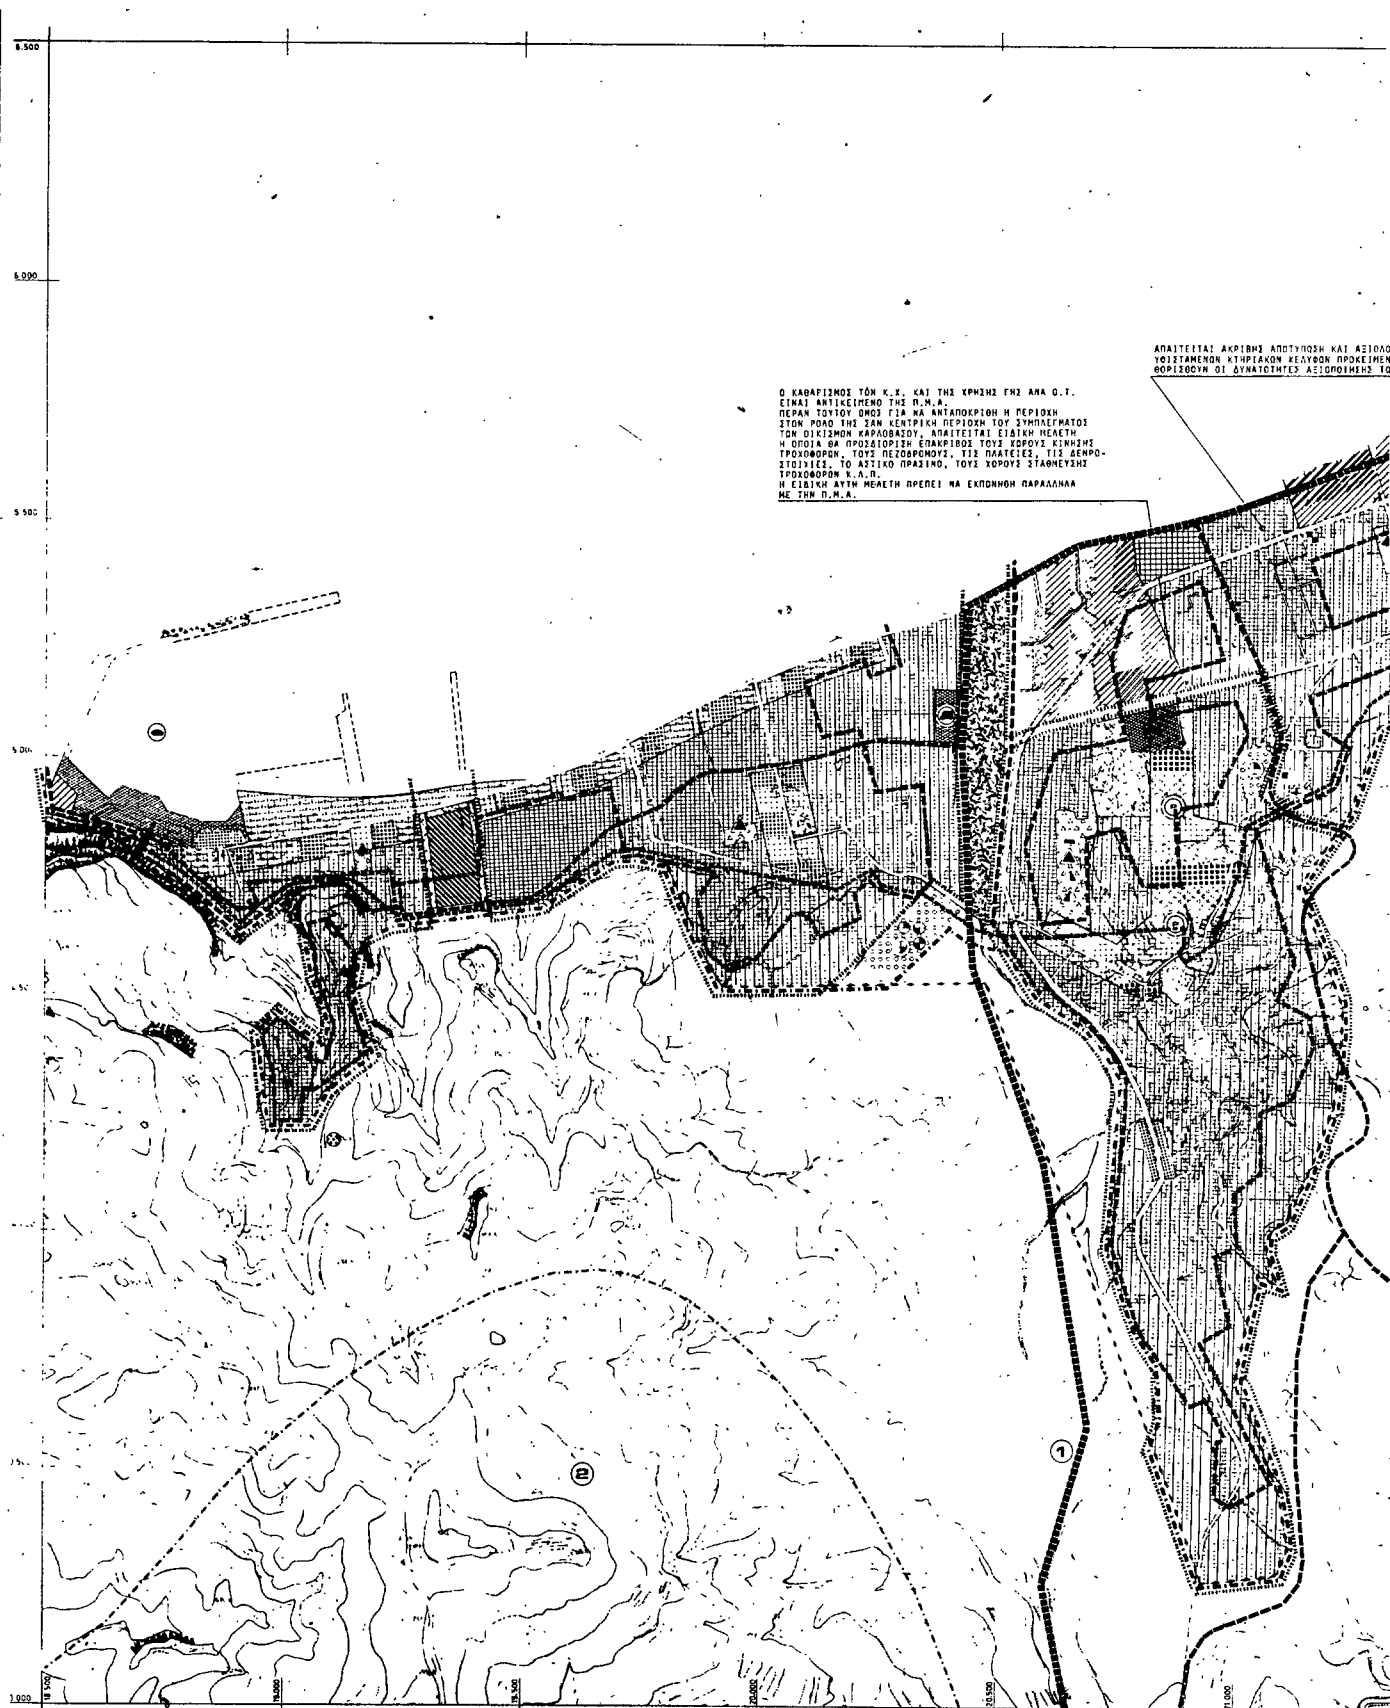 6.500
6.000
ΑΠΑΙΤΕΙΤΑΙ ΑΚΡΙΒΗΣ ΑΠΟΤΥΠΩΣΗ ΚΑΙ ΑΞΙΟΛΟ
ΥΦΙΣΤΑΜΕΝΩΝ ΚΤΗΡΙΑΚΩΝ ΚΕΛΥΦΩΝ ΠΡΟΚΕΙΜΕΝ
ΘΟΡΙΣΘΟΥΝ ΟΙ ΔΥΝΑΤΟΤΗΤΕΣ ΑΞΙΟΠΟΙΗΣΗΣ ΤΟ
Ο ΚΑΘΑΡΙΣΜΟΣ ΤΩΝ Κ.Χ. ΚΑΙ ΤΗΣ ΧΡΗΣΗΣ ΓΗΣ ΑΝΑ Ο.Τ.
ΕΙΝΑΙ ΑΝΤΙΚΕΙΜΕΝΟ ΤΗΣ Π.Μ.Α.
ΠΕΡΑΝ ΤΟΥΤΟΥ ΟΜΩΣ ΓΙΑ ΝΑ ΑΝΤΑΠΟΚΡΙΘΗ Η ΠΕΡΙΟΧΗ
ΣΤΟΝ ΡΟΛΟ ΤΗΣ ΣΑΝ ΚΕΝΤΡΙΚΗ ΠΕΡΙΟΧΗ ΤΟΥ ΣΥΜΠΛΕΓΜΑΤΟΣ
ΤΩΝ ΟΙΚΙΣΜΩΝ ΚΑΡΛΟΒΑΣΟΥ, ΑΠΑΙΤΕΙΤΑΙ ΕΙΔΙΚΗ ΜΕΛΕΤΗ
Η ΟΠΟΙΑ ΘΑ ΠΡΟΣΔΙΟΡΙΣΗ ΕΠΑΚΡΙΒΩΣ ΤΟΥΣ ΧΩΡΟΥΣ ΚΙΝΗΣΗΣ
ΤΡΟΧΟΦΟΡΩΝ, ΤΟΥΣ ΠΕΖΟΔΡΟΜΟΥΣ, ΤΙΣ ΠΛΑΤΕΙΕΣ, ΤΙΣ ΔΕΝΡΟ-
ΣΤΟΙΧΙΕΣ, ΤΟ ΑΣΤΙΚΟ ΠΡΑΣΙΝΟ, ΤΟΥΣ ΧΩΡΟΥΣ ΣΤΑΘΜΕΥΣΗΣ
ΤΡΟΧΟΦΟΡΩΝ Κ.Λ.Π.
Η ΕΙΔΙΚΗ ΑΥΤΗ ΜΕΛΕΤΗ ΠΡΕΠΕΙ ΝΑ ΕΚΠΟΝΗΘΗ ΠΑΡΑΛΛΗΛΑ
ΜΕ ΤΗΝ Π.Μ.Α.
5 500
1
2
1 000
18 500
19.000
19.500
20.000
20.500
21.000